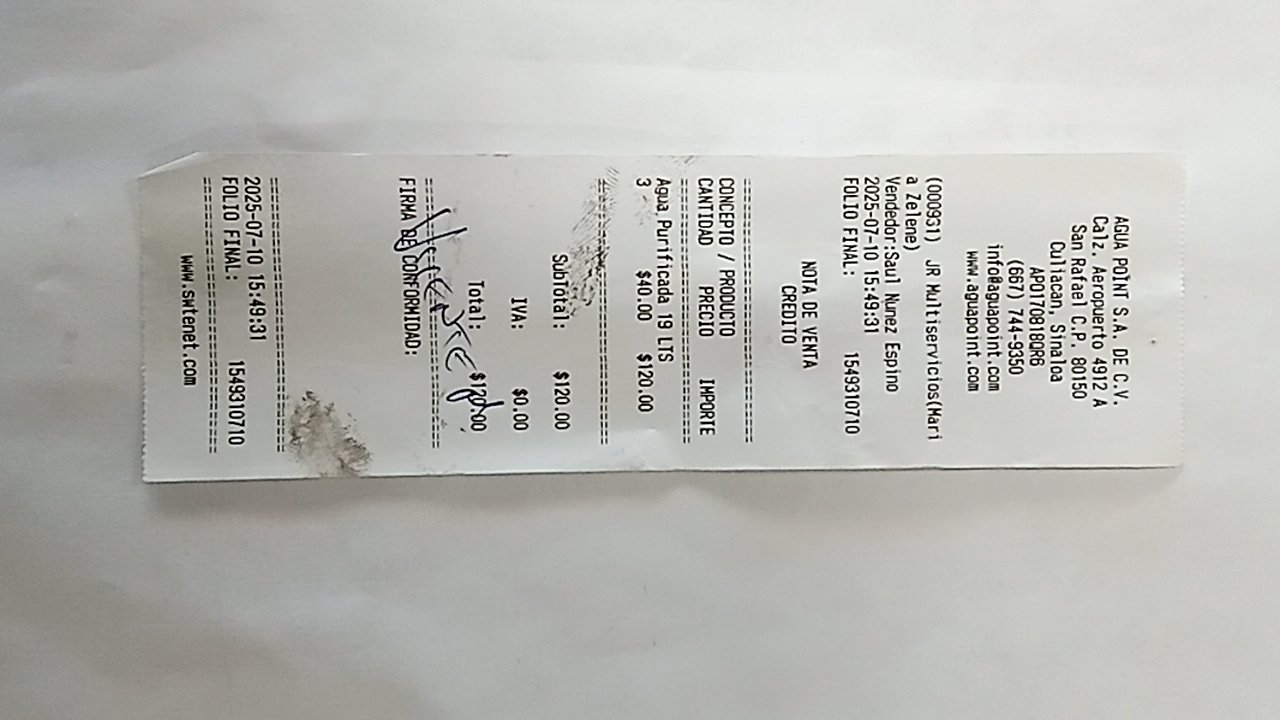 AGUA POINT S.A. DE C.V.
Calz. Aeropuerto 4912 A
San Rafael C.P. 80150
Culiacan, Sinaloa
APO170818QR6
(667) 744-9350
info@aguapoint.com
www.aguapoint.com
(000931) JR Multiservicios(Mari
a Zelene)
Vendedor:Saul Nunez Espino
2025-07-10 15:49:31
FOLIO FINAL: 1549310710
NOTA DE VENTA
CREDITO
==============================
CONCEPTO / PRODUCTO
CANTIDAD PRECIO IMPORTE
==============================
Agua Purificada 19 LTS
3 $40.00 $120.00
==============================
SubTotal: $120.00
IVA: $0.00
Total: $120.00
==============================
FIRMA DE CONFORMIDAD:
==============================
2025-07-10 15:49:31
FOLIO FINAL: 1549310710
==============================
www.swtenet.com